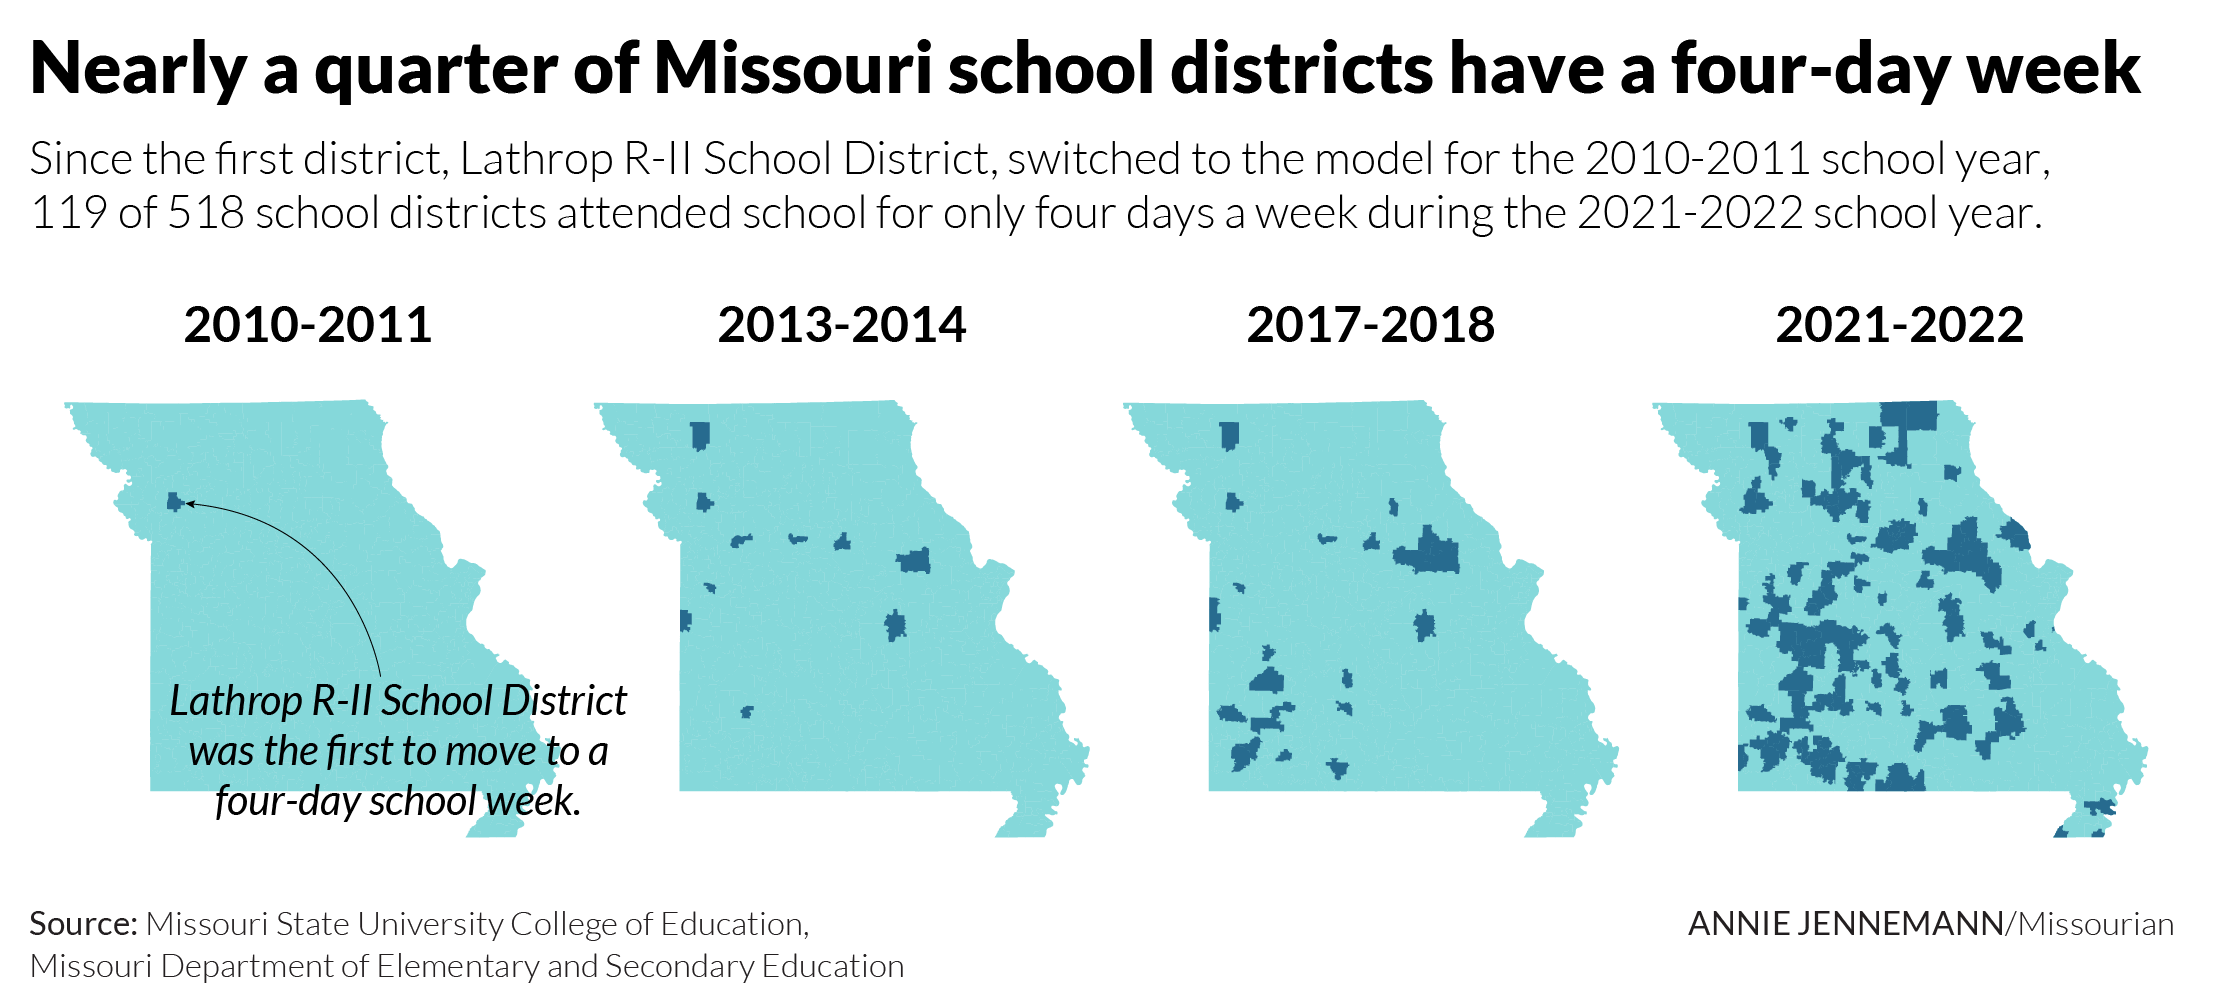 Nearly a quarter of Missouri school districts have a four-day week
Since the first district, Lathrop R-II School District, switched to the model for the 2010-2011 school year,
119 of 518 school districts attended school for only four days a week during the 2021-2022 school year.
2010-2011
2013-2014
2017-2018
2021-2022
Lathrop R-II School District
was the first to move to a
four-day school week.
Source: Missouri State University College of Education,
Missouri Department of Elementary and Secondary Education
ANNIE JENNEMANN/Missourian